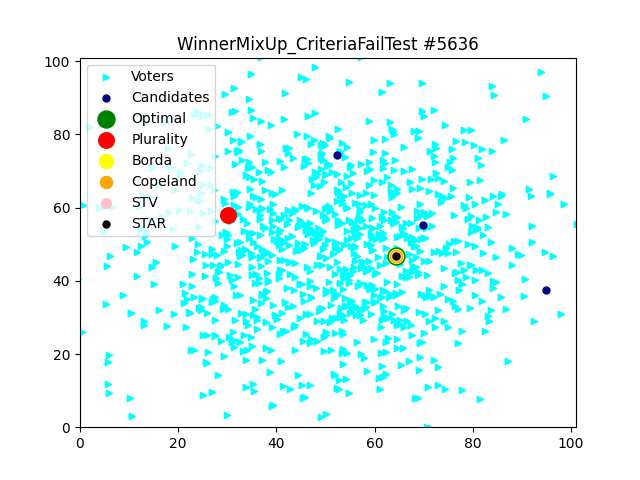 WinnerMixUp_CriteriaFailTest #5636
100
80
60
40
20
0
0
20
40
60
80
100
Voters
Candidates
Optimal
Plurality
Borda
Copeland
STV
STAR